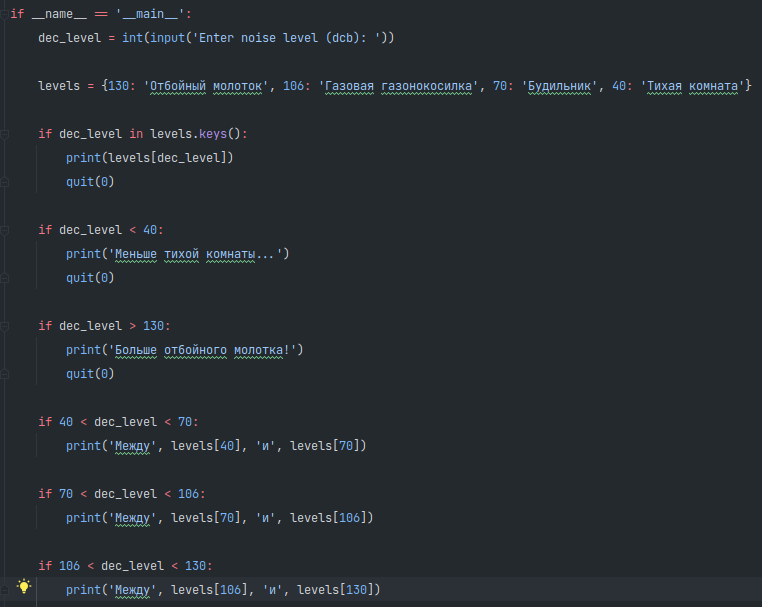 if __name__ == '__main__':
    dec_level = int(input('Enter noise level (dcb): '))
    levels = {130: 'Отбойный молоток', 106: 'Газовая газонокосилка', 70: 'Будильник', 40: 'Тихая комната'}
    if dec_level in levels.keys():
        print(levels[dec_level])
        quit(0)
    if dec_level < 40:
        print('Меньше тихой комнаты...')
        quit(0)
    if dec_level > 130:
        print('Больше отбойного молотка!')
        quit(0)
    if 40 < dec_level < 70:
        print('Между', levels[40], 'и', levels[70])
    if 70 < dec_level < 106:
        print('Между', levels[70], 'и', levels[106])
    if 106 < dec_level < 130:
        print('Между', levels[106], 'и', levels[130])